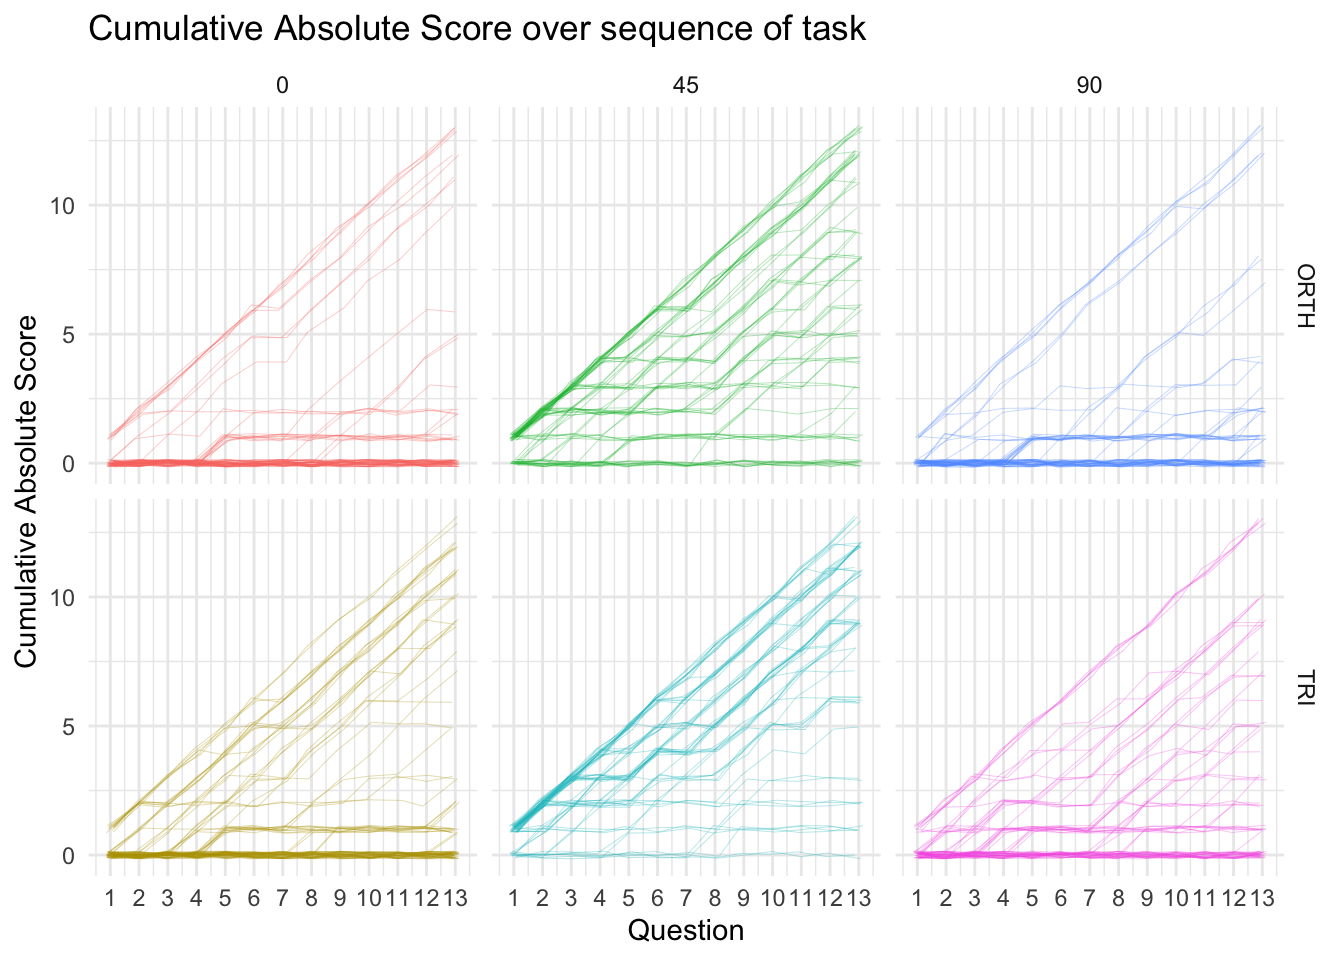 Cumulative Absolute Score over sequence of task
0 45 90
Cumulative Absolute Score
10
5
0
ORTH
10
5
0
TRI
1 2 3 4 5 6 7 8 9 10 11 12 13 1 2 3 4 5 6 7 8 9 10 11 12 13 1 2 3 4 5 6 7 8 9 10 11 12 13
Question